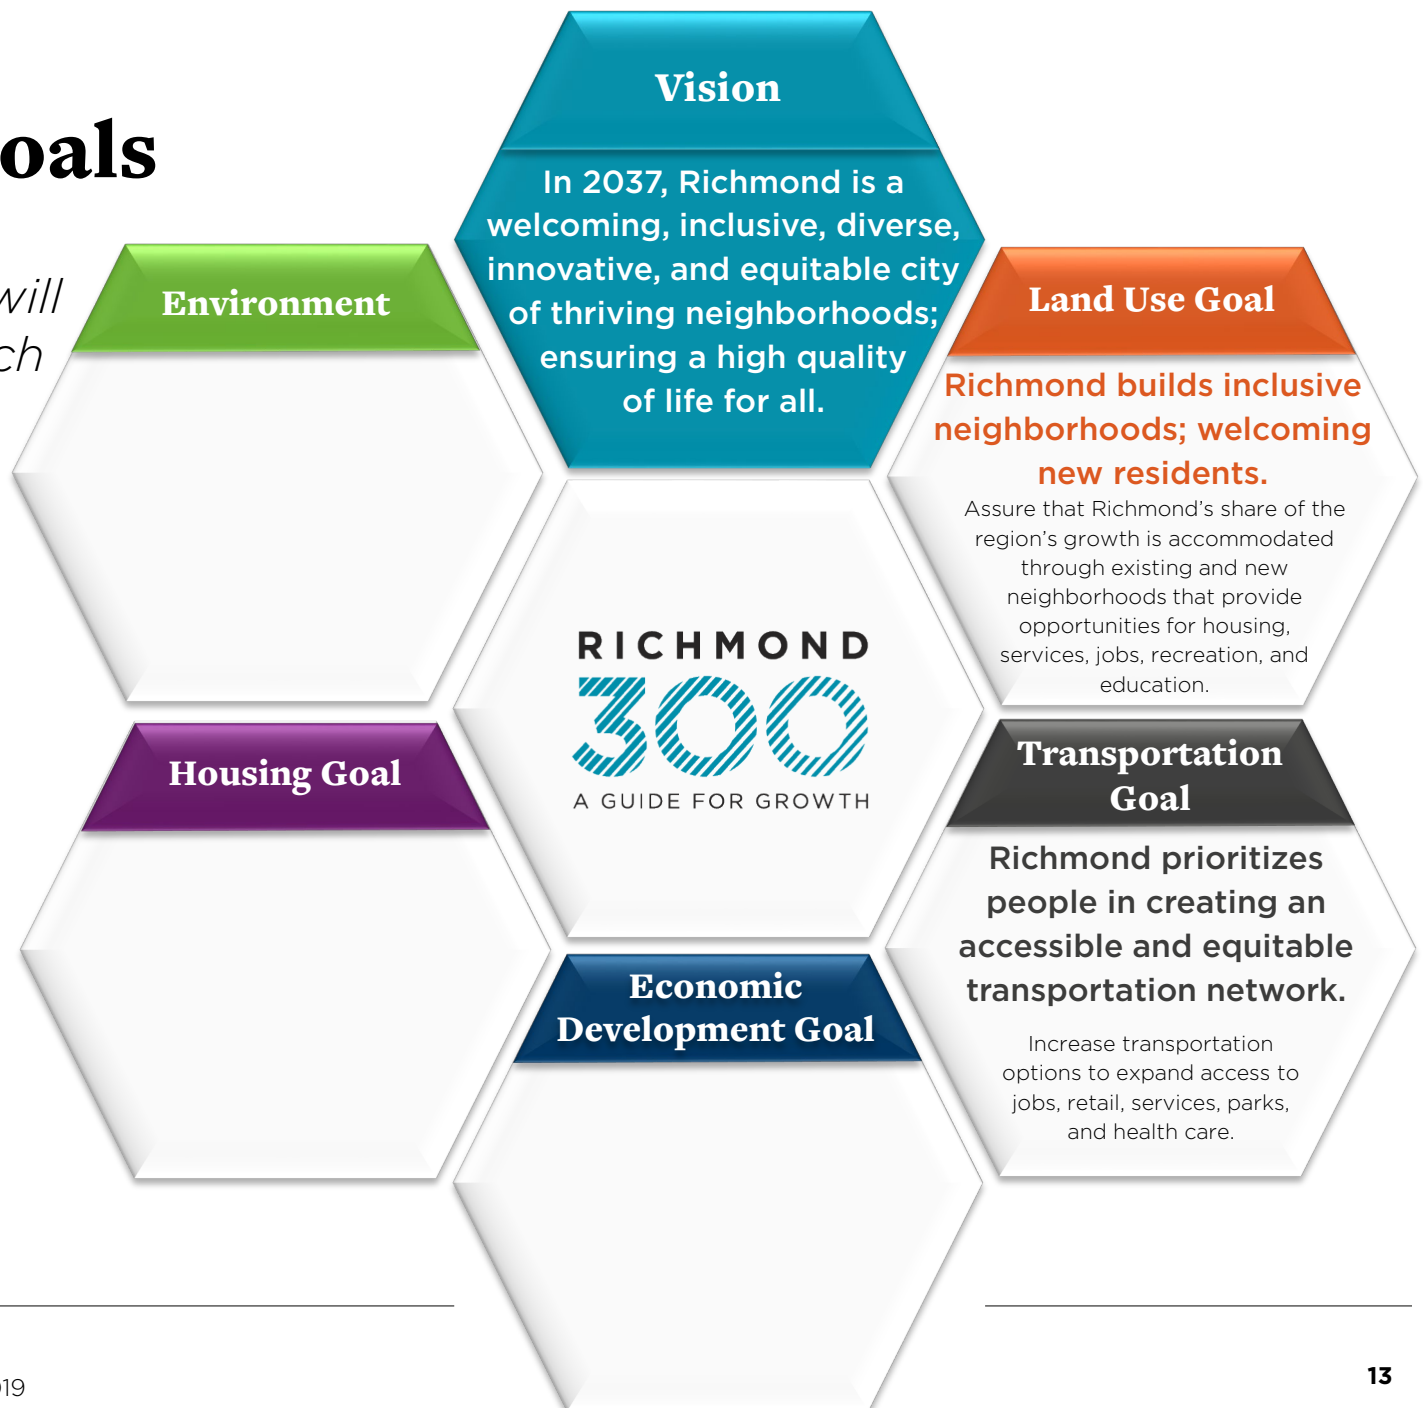 oals
will
ch
Vision
In 2037, Richmond is a
welcoming, inclusive, diverse,
innovative, and equitable city
of thriving neighborhoods;
ensuring a high quality
of life for all.
Environment
Land Use Goal
Richmond builds inclusive
neighborhoods; welcoming
new residents.
Assure that Richmond’s share of the
region’s growth is accommodated
through existing and new
neighborhoods that provide
opportunities for housing,
services, jobs, recreation, and
education.
RICHMOND
300
A GUIDE FOR GROWTH
Housing Goal
Transportation
Goal
Richmond prioritizes
people in creating an
accessible and equitable
transportation network.
Increase transportation
options to expand access to
jobs, retail, services, parks,
and health care.
Economic
Development Goal
19
13